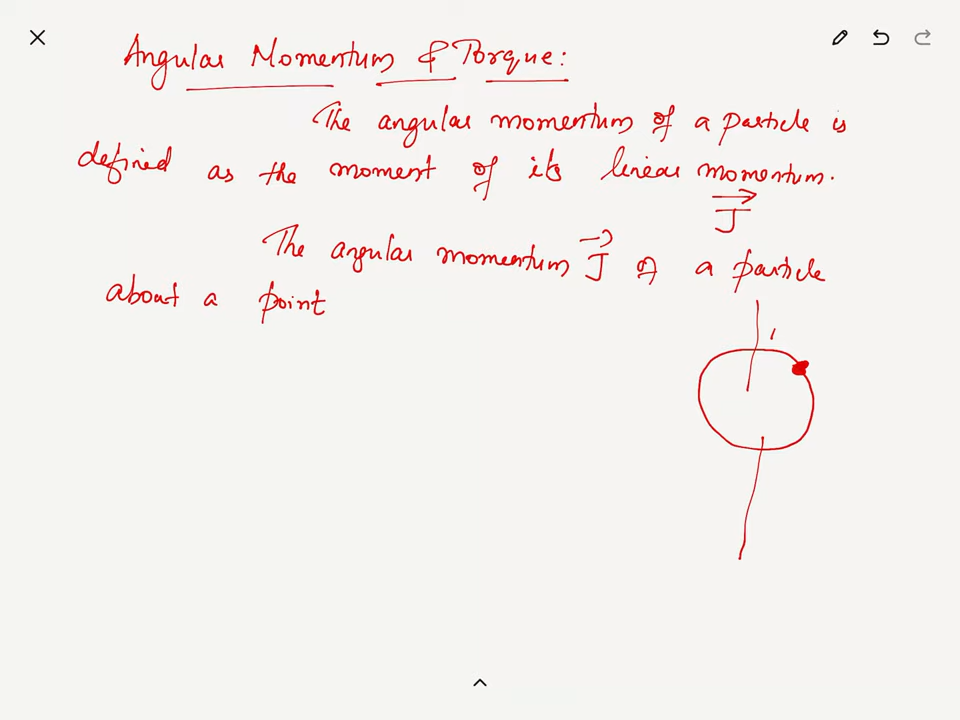 Angular Momentum & Torque:
The angular momentum of a particle is
defined as the moment of its linear momentum.
J
The angular momentum J of a particle
about a point